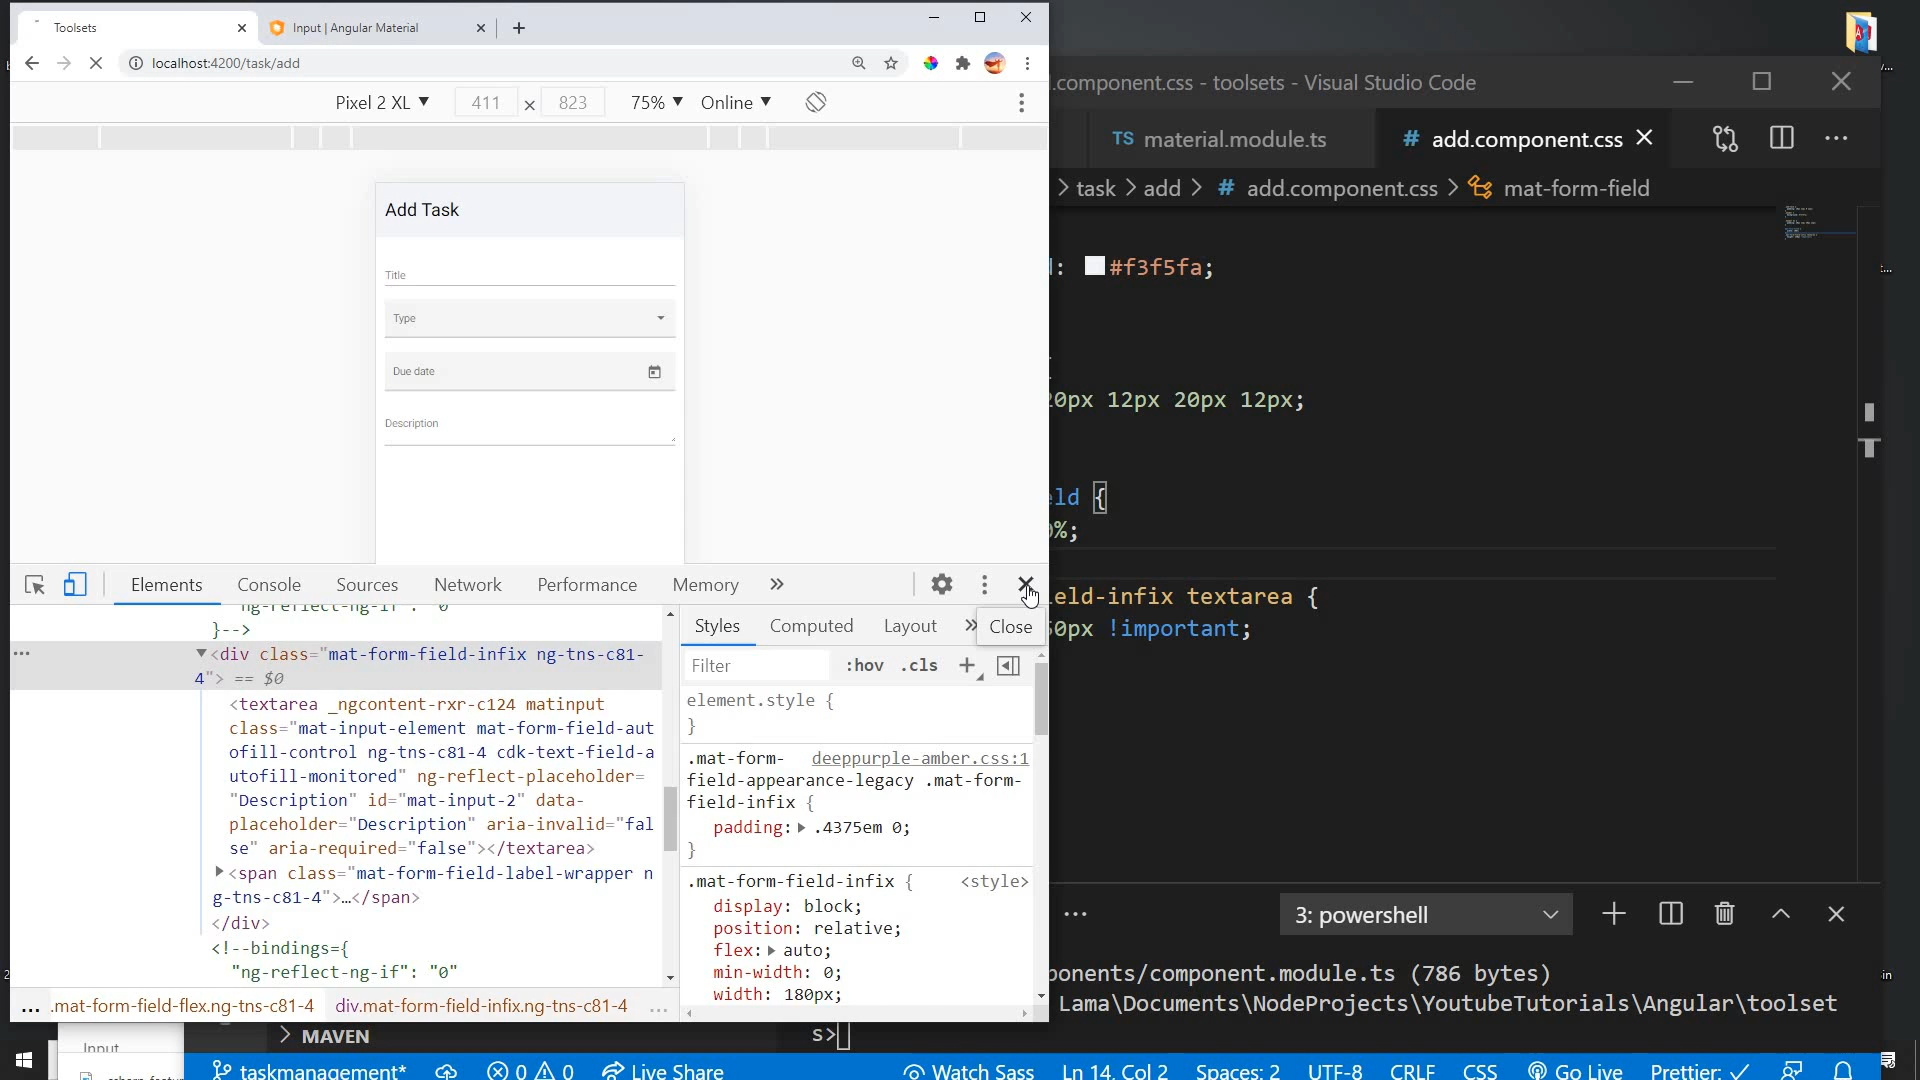 Toolsets
Input | Angular Material
localhost:4200/task/add
Pixel 2 XL
411
823
75%
Online
Add Task
Title
Type
Due date
Description
Elements
Console
Sources
Network
Performance
Memory
}-->
<div class="mat-form-field-infix ng-tns-c81-
4"> == $0
<textarea _ngcontent-rxr-c124 matinput
class="mat-input-element mat-form-field-aut
ofill-control ng-tns-c81-4 cdk-text-field-a
utofill-monitored" ng-reflect-placeholder=
"Description" id="mat-input-2" data-
placeholder="Description" aria-invalid="fal
se" aria-required="false"></textarea>
<span class="mat-form-field-label-wrapper n
g-tns-c81-4">…</span>
</div>
<!--bindings={
"ng-reflect-ng-if": "0"
... .mat-form-field-flex.ng-tns-c81-4 div.mat-form-field-infix.ng-tns-c81-4 ...
Styles
Computed
Layout
Close
Filter
:hov .cls
element.style {
}
.mat-form- deeppurple-amber.css:1
field-appearance-legacy .mat-form-
field-infix {
padding: .4375em 0;
}
.mat-form-field-infix { <style>
display: block;
position: relative;
flex: auto;
min-width: 0;
width: 180px;
.component.css - toolsets - Visual Studio Code
TS material.module.ts
# add.component.css
> task > add > # add.component.css > mat-form-field
: #f3f5fa;
20px 12px 20px 12px;
eld {
0%;
eld-infix textarea {
50px !important;
3: powershell
ponents/component.module.ts (786 bytes)
Lama\Documents\NodeProjects\YoutubeTutorials\Angular\toolset
s>
> MAVEN
Input
taskmanagement*
0
0
Live Share
Watch Sass
Ln 14, Col 2
Spaces: 2
UTF-8
CRLF
CSS
Go Live
Prettier: ✓